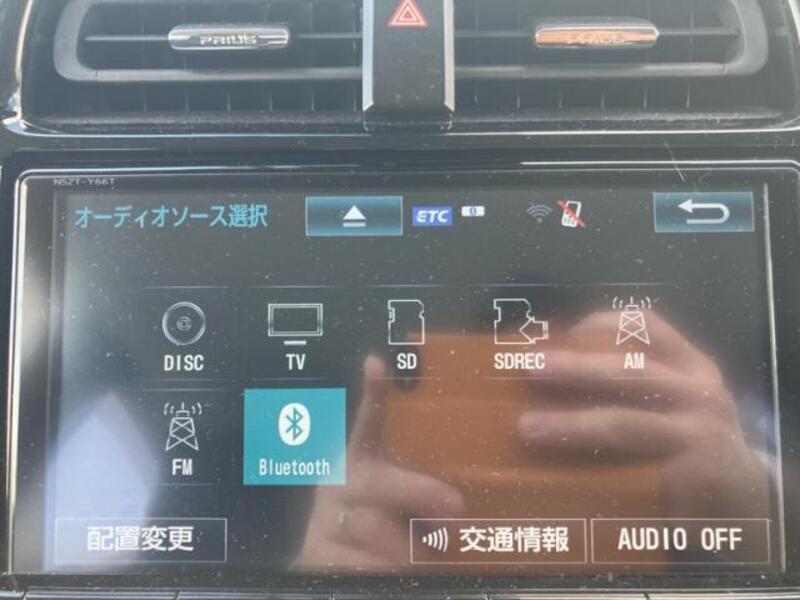 PRIUS
NSZT-Y66T
オーディオソース選択
ETC
DISC
TV
SD
SDREC
AM
FM
Bluetooth
配置変更
交通情報
AUDIO OFF